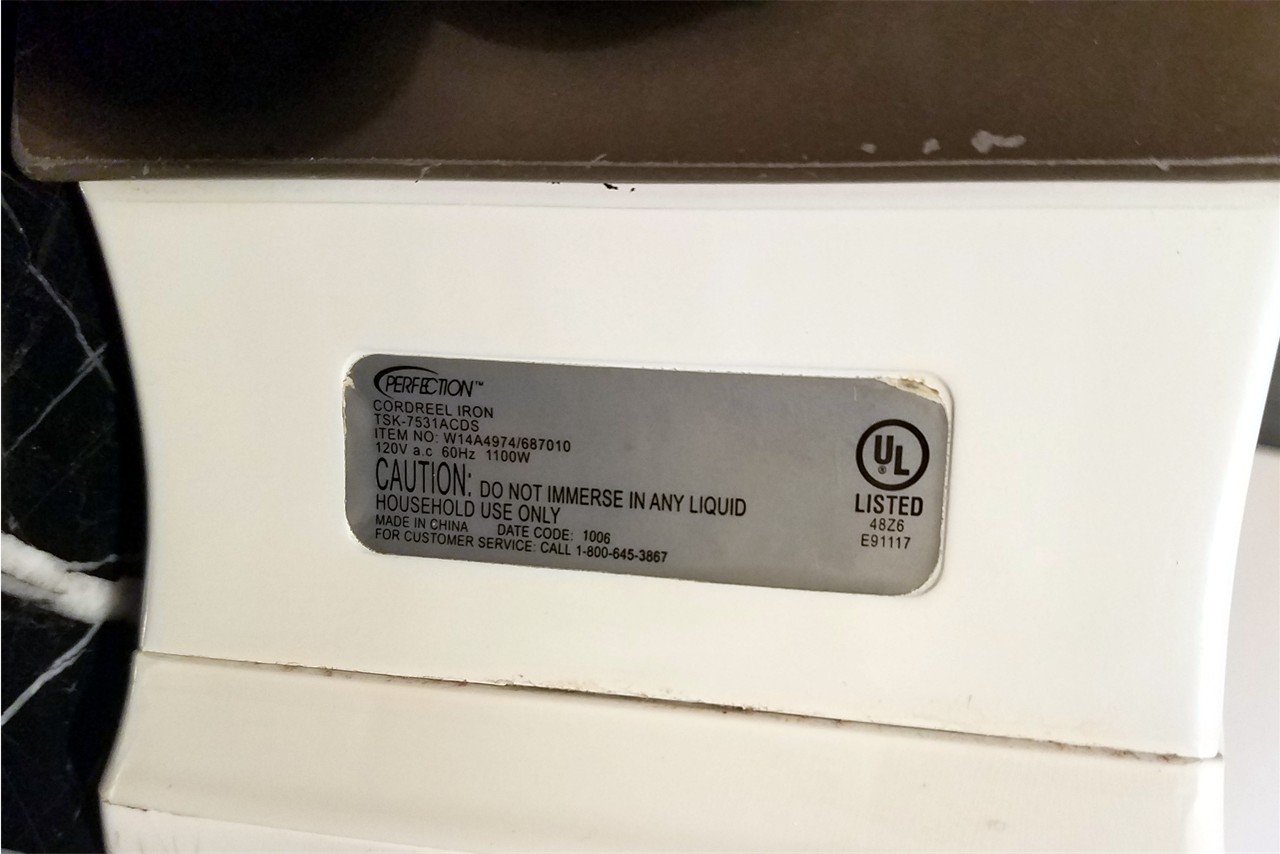 PERFECTION™
CORDREEL IRON
TSK-7531ACDS
ITEM NO: W14A4974/687010
120V a.c 60Hz 1100W
CAUTION: DO NOT IMMERSE IN ANY LIQUID
HOUSEHOLD USE ONLY
MADE IN CHINA DATE CODE: 1006
FOR CUSTOMER SERVICE: CALL 1-800-645-3867
UL®
LISTED
48Z6
E91117